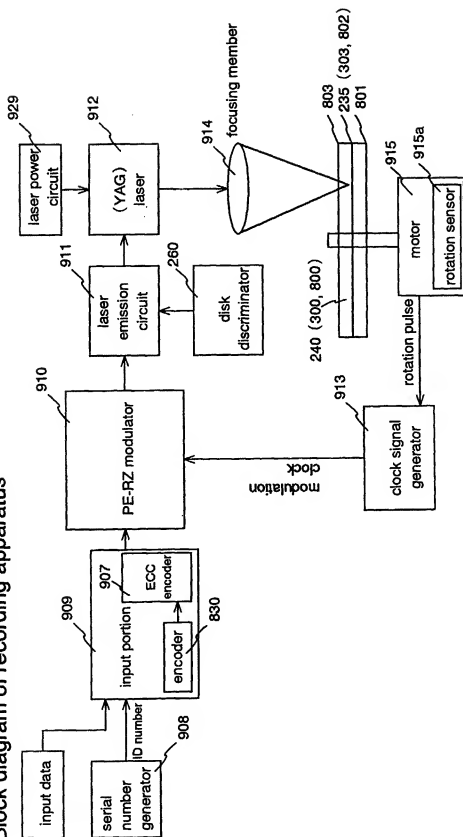 Block diagram of recording apparatus
input data
serial
number
generator
908
ID number
909
input portion
907
ECC
encoder
encoder
830
910
PE-RZ modulator
modulation
clock
911
laser
emission
circuit
260
disk
discriminator
929
laser power
circuit
912
(YAG)
laser
914
focusing member
803
235 (303, 802)
801
240 (300, 800)
915
motor
915a
rotation sensor
rotation pulse
913
clock signal
generator